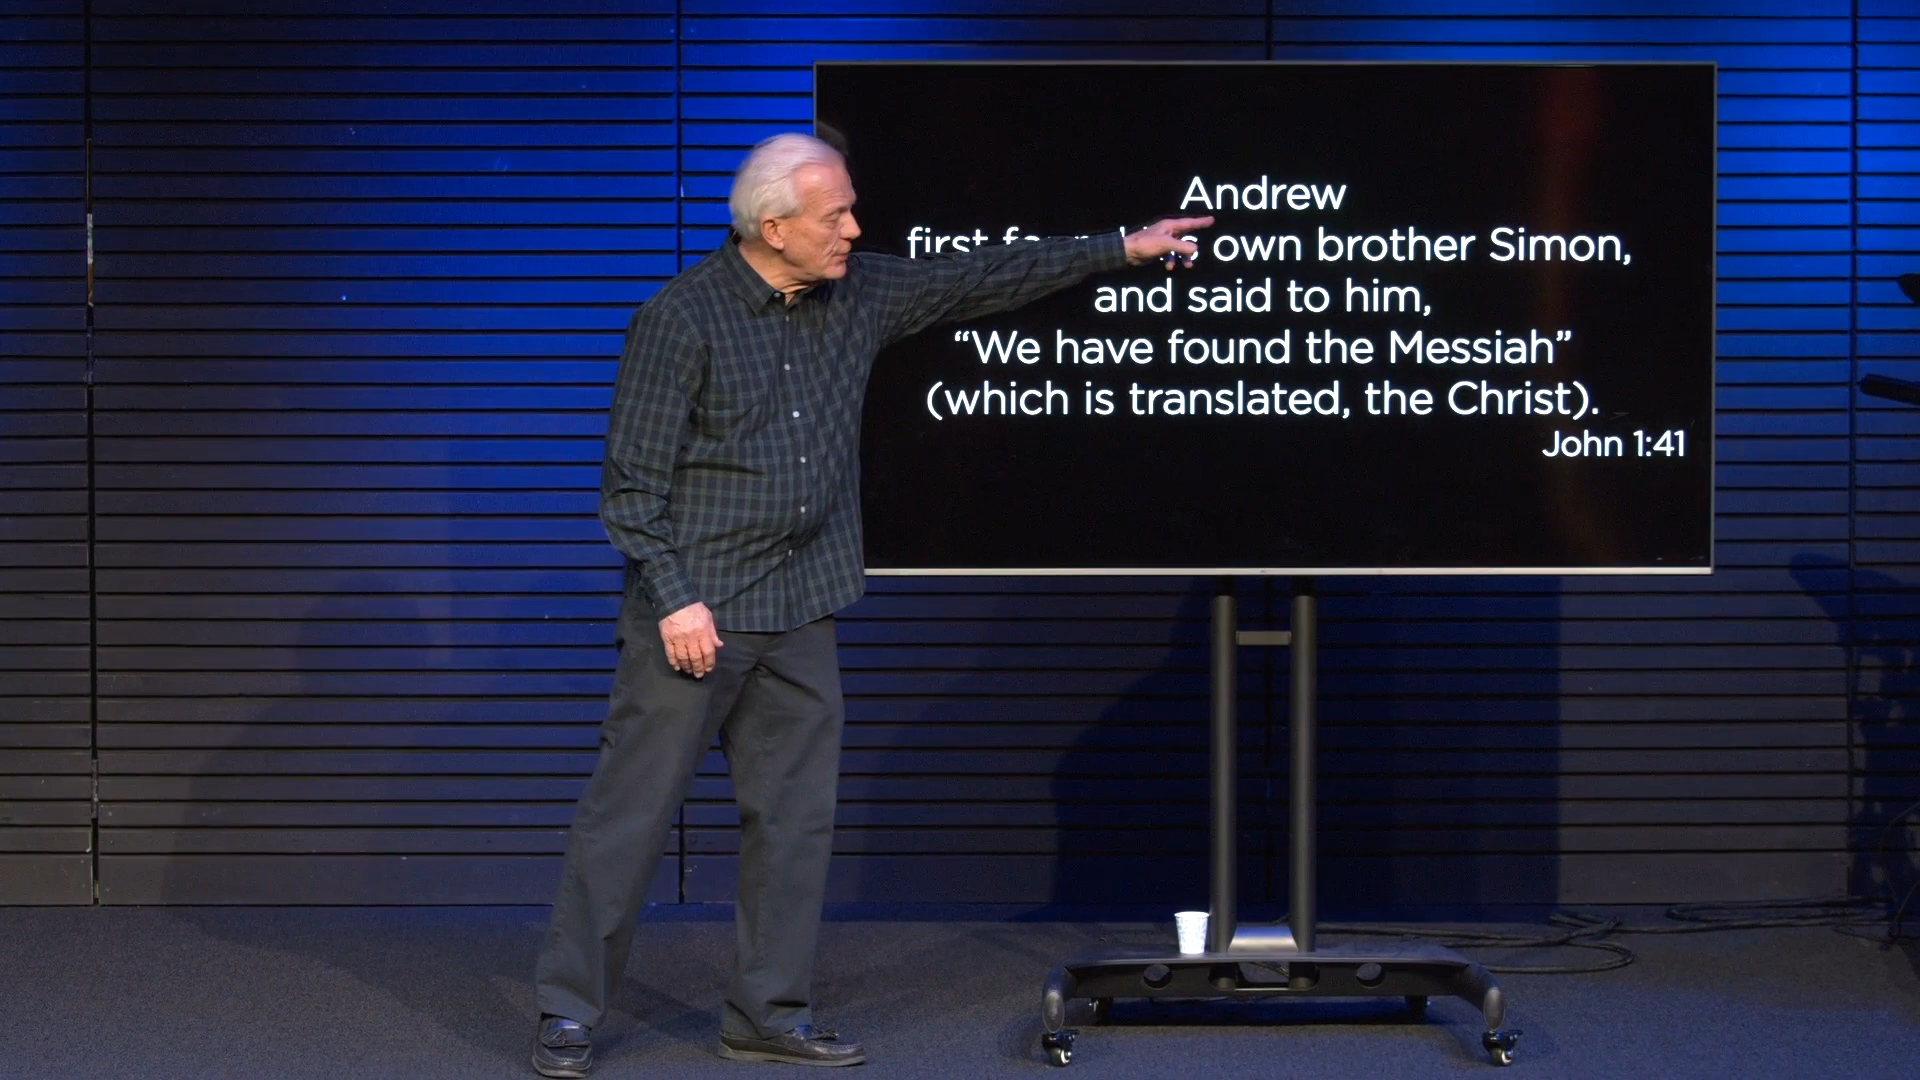 Andrew
first own brother Simon,
and said to him,
“We have found the Messiah”
(which is translated, the Christ).
John 1:41